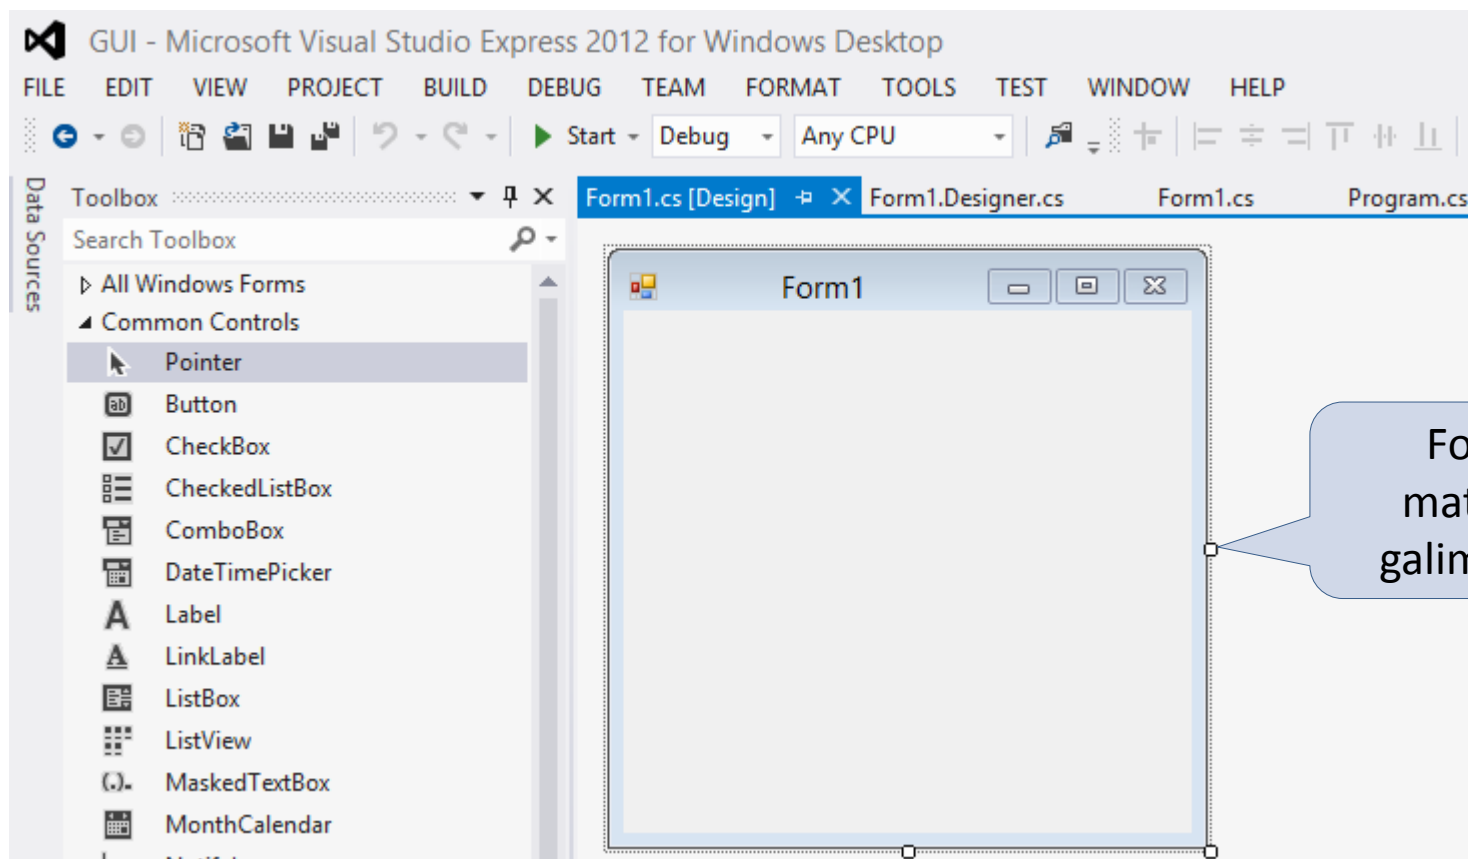 GUI - Microsoft Visual Studio Express 2012 for Windows Desktop
FILE EDIT VIEW PROJECT BUILD DEBUG TEAM FORMAT TOOLS TEST WINDOW HELP
Start Debug Any CPU
Data Sources
Toolbox
Form1.cs [Design] Form1.Designer.cs Form1.cs Program.cs
Search Toolbox
All Windows Forms
Common Controls
Pointer
Button
CheckBox
CheckedListBox
ComboBox
DateTimePicker
Label
LinkLabel
ListBox
ListView
MaskedTextBox
MonthCalendar
Form1